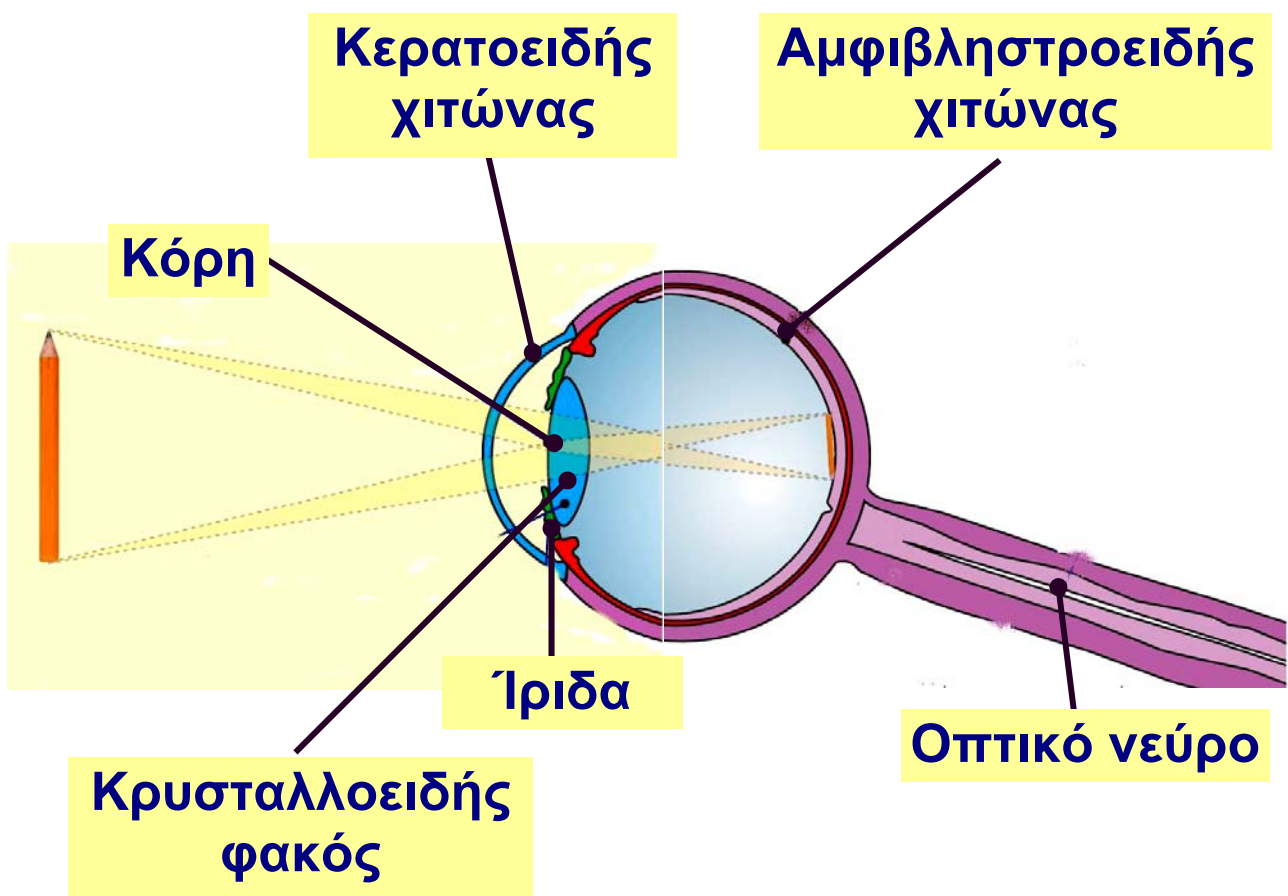 Κερατοειδής
χιτώνας
Αμφιβληστροειδής
χιτώνας
Κόρη
Ίριδα
Οπτικό νεύρο
Κρυσταλλοειδής
φακός